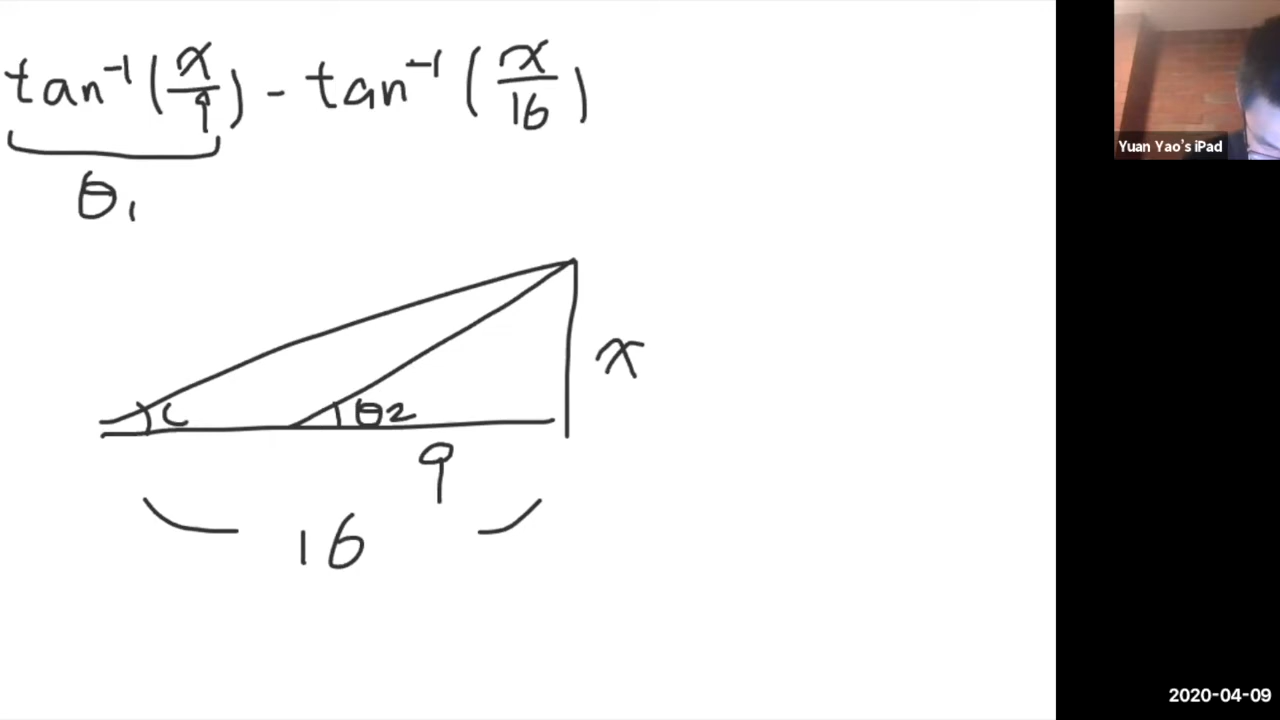 tan⁻¹(x/9) - tan⁻¹(x/16)
θ₁
Yuan Yao's iPad
x
θ2
9
16
2020-04-09